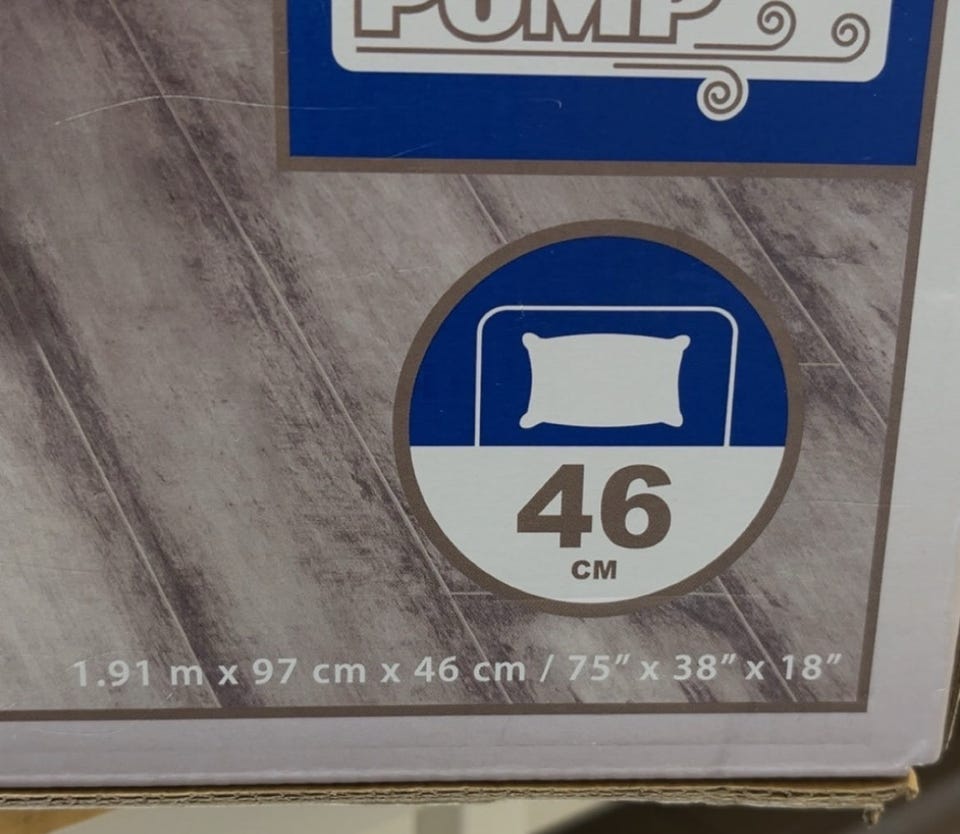 PUMP
46
CM
1.91 m x 97 cm x 46 cm / 75” x 38” x 18”